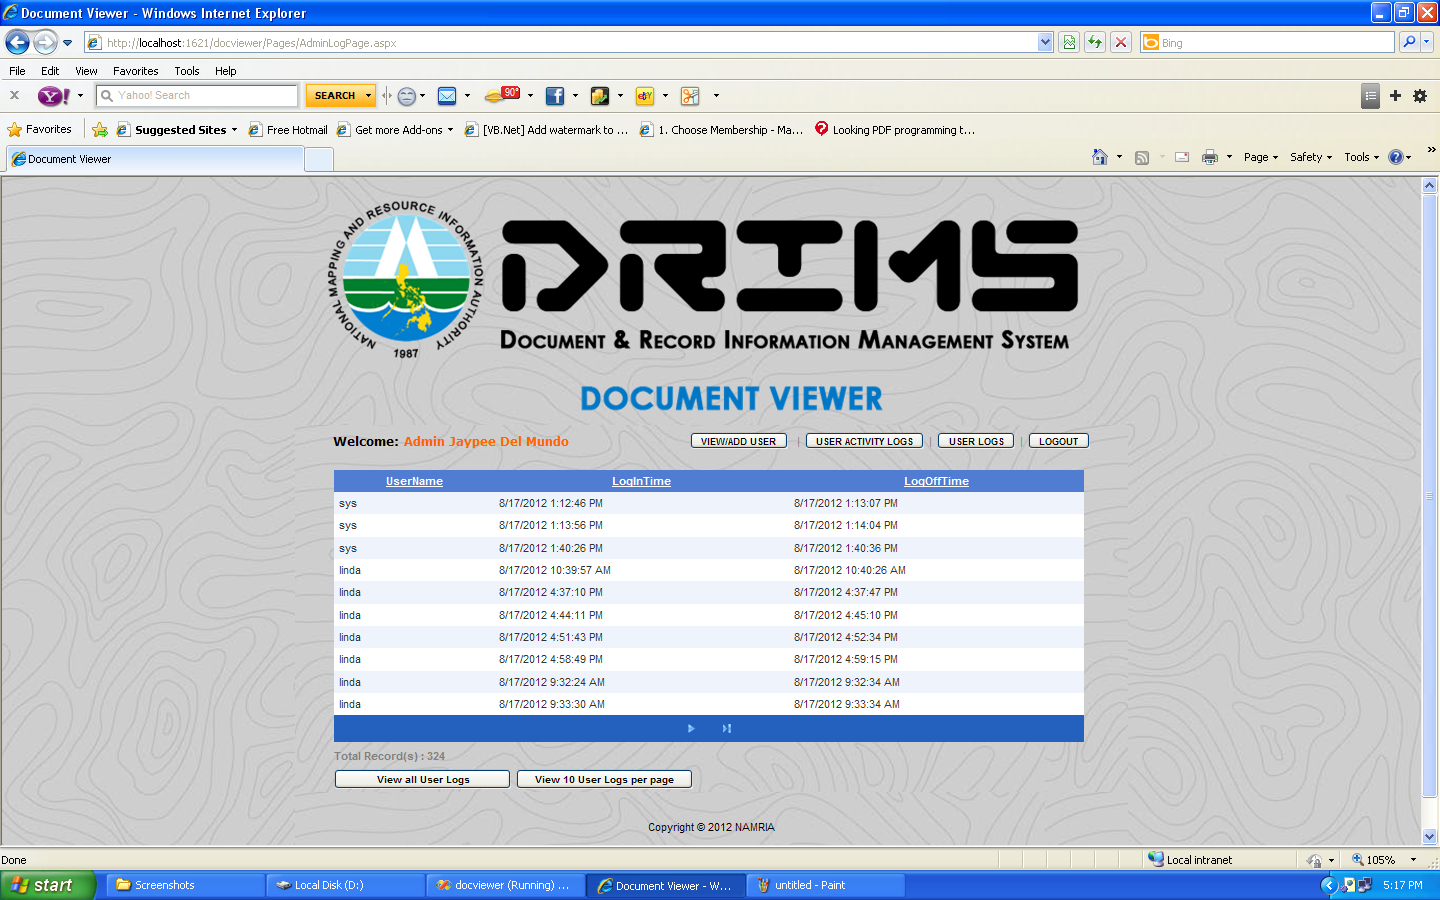 Document Viewer - Windows Internet Explorer
http://localhost:1621/docviewer/Pages/AdminLogPage.aspx
Bing
File Edit View Favorites Tools Help
X Y! Yahoo! Search SEARCH 90° f ebY
Favorites Suggested Sites Free Hotmail Get more Add-ons [VB.Net] Add watermark to ... 1. Choose Membership - Ma... Looking PDF programming t...
Document Viewer
Page Safety Tools
NATIONAL MAPPING AND RESOURCE INFORMATION AUTHORITY
1987
DRIMS
DOCUMENT & RECORD INFORMATION MANAGEMENT SYSTEM
DOCUMENT VIEWER
Welcome: Admin Jaypee Del Mundo VIEW/ADD USER | USER ACTIVITY LOGS | USER LOGS | LOGOUT
UserName LogInTime LogOffTime
sys 8/17/2012 1:12:46 PM 8/17/2012 1:13:07 PM
sys 8/17/2012 1:13:56 PM 8/17/2012 1:14:04 PM
sys 8/17/2012 1:40:26 PM 8/17/2012 1:40:36 PM
linda 8/17/2012 10:39:57 AM 8/17/2012 10:40:26 AM
linda 8/17/2012 4:37:10 PM 8/17/2012 4:37:47 PM
linda 8/17/2012 4:44:11 PM 8/17/2012 4:45:10 PM
linda 8/17/2012 4:51:43 PM 8/17/2012 4:52:34 PM
linda 8/17/2012 4:58:49 PM 8/17/2012 4:59:15 PM
linda 8/17/2012 9:32:24 AM 8/17/2012 9:32:34 AM
linda 8/17/2012 9:33:30 AM 8/17/2012 9:33:34 AM
Total Record(s) : 324
View all User Logs View 10 User Logs per page
Copyright © 2012 NAMRIA
Done Local intranet 105%
start Screenshots Local Disk (D:) docviewer (Running) ... Document Viewer - W... untitled - Paint 5:17 PM